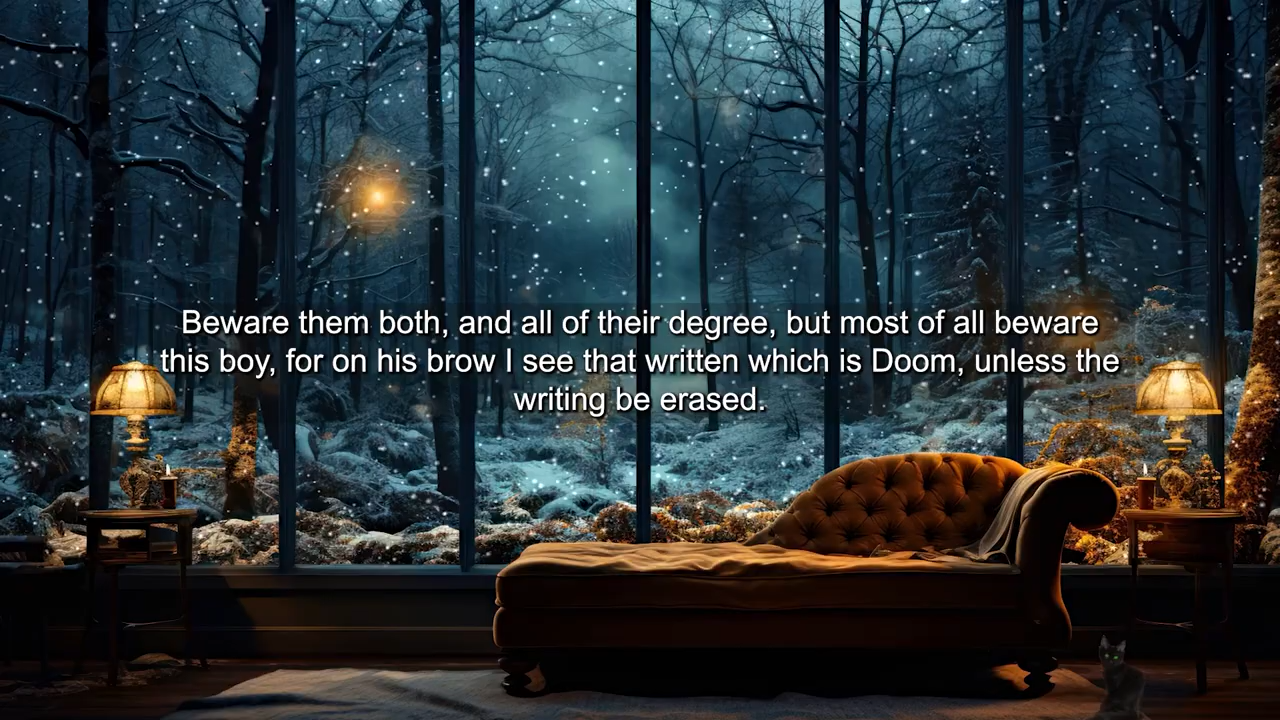 Beware them both, and all of their degree, but most of all beware
this boy, for on his brow I see that written which is Doom, unless the
writing be erased.